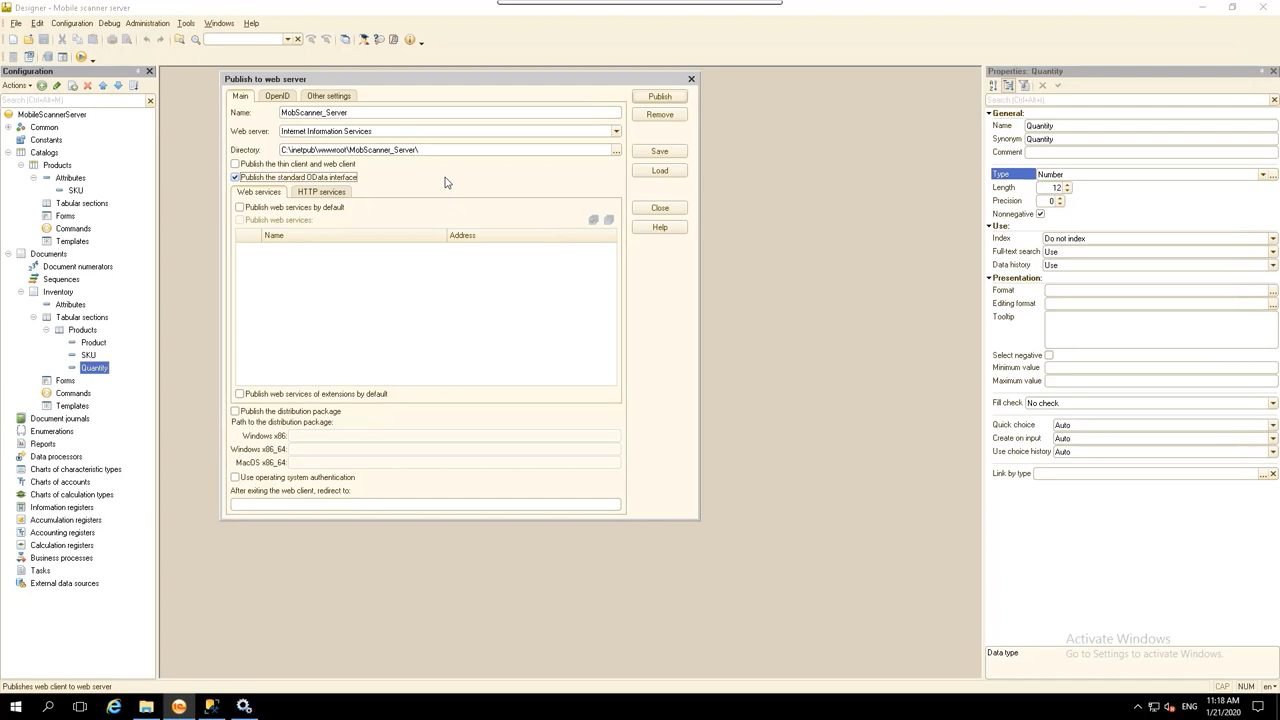 Designer - Mobile scanner server
File Edit Configuration Debug Administration Tools Windows Help
Configuration
Actions
Search (Ctrl+Alt+M)
MobileScannerServer
Common
Constants
Catalogs
Products
Attributes
SKU
Tabular sections
Forms
Commands
Templates
Documents
Document numerators
Sequences
Inventory
Attributes
Tabular sections
Products
Product
SKU
Quantity
Forms
Commands
Templates
Document journals
Enumerations
Reports
Data processors
Charts of characteristic types
Charts of accounts
Charts of calculation types
Information registers
Accumulation registers
Accounting registers
Calculation registers
Business processes
Tasks
External data sources
Publish to web server
Main OpenID Other settings
Name: MobScanner_Server
Web server: Internet Information Services
Directory: C:\inetpub\wwwroot\MobScanner_Server\ ...
Publish the thin client and web client
Publish the standard OData interface
Web services HTTP services
Publish web services by default
Publish web services:
Name Address
Publish web services of extensions by default
Publish the distribution package
Path to the distribution package:
Windows x86:
Windows x86_64:
MacOS x86_64:
Use operating system authentication
After exiting the web client, redirect to:
Publish
Remove
Save
Load
Close
Help
Properties: Quantity
Search (Ctrl+Alt+I)
General:
Name Quantity
Synonym Quantity
Comment
Type Number ...
Length 12
Precision 0
Nonnegative
Use:
Index Do not index
Full-text search Use
Data history Use
Presentation:
Format ...
Editing format ...
Tooltip
Select negative
Minimum value
Maximum value
Fill check No check
Quick choice Auto
Create on input Auto
Use choice history Auto
Link by type ...
Activate Windows
Go to Settings to activate Windows.
Data type
Publishes web client to web server
CAP NUM en
ENG
11:18 AM
1/21/2020